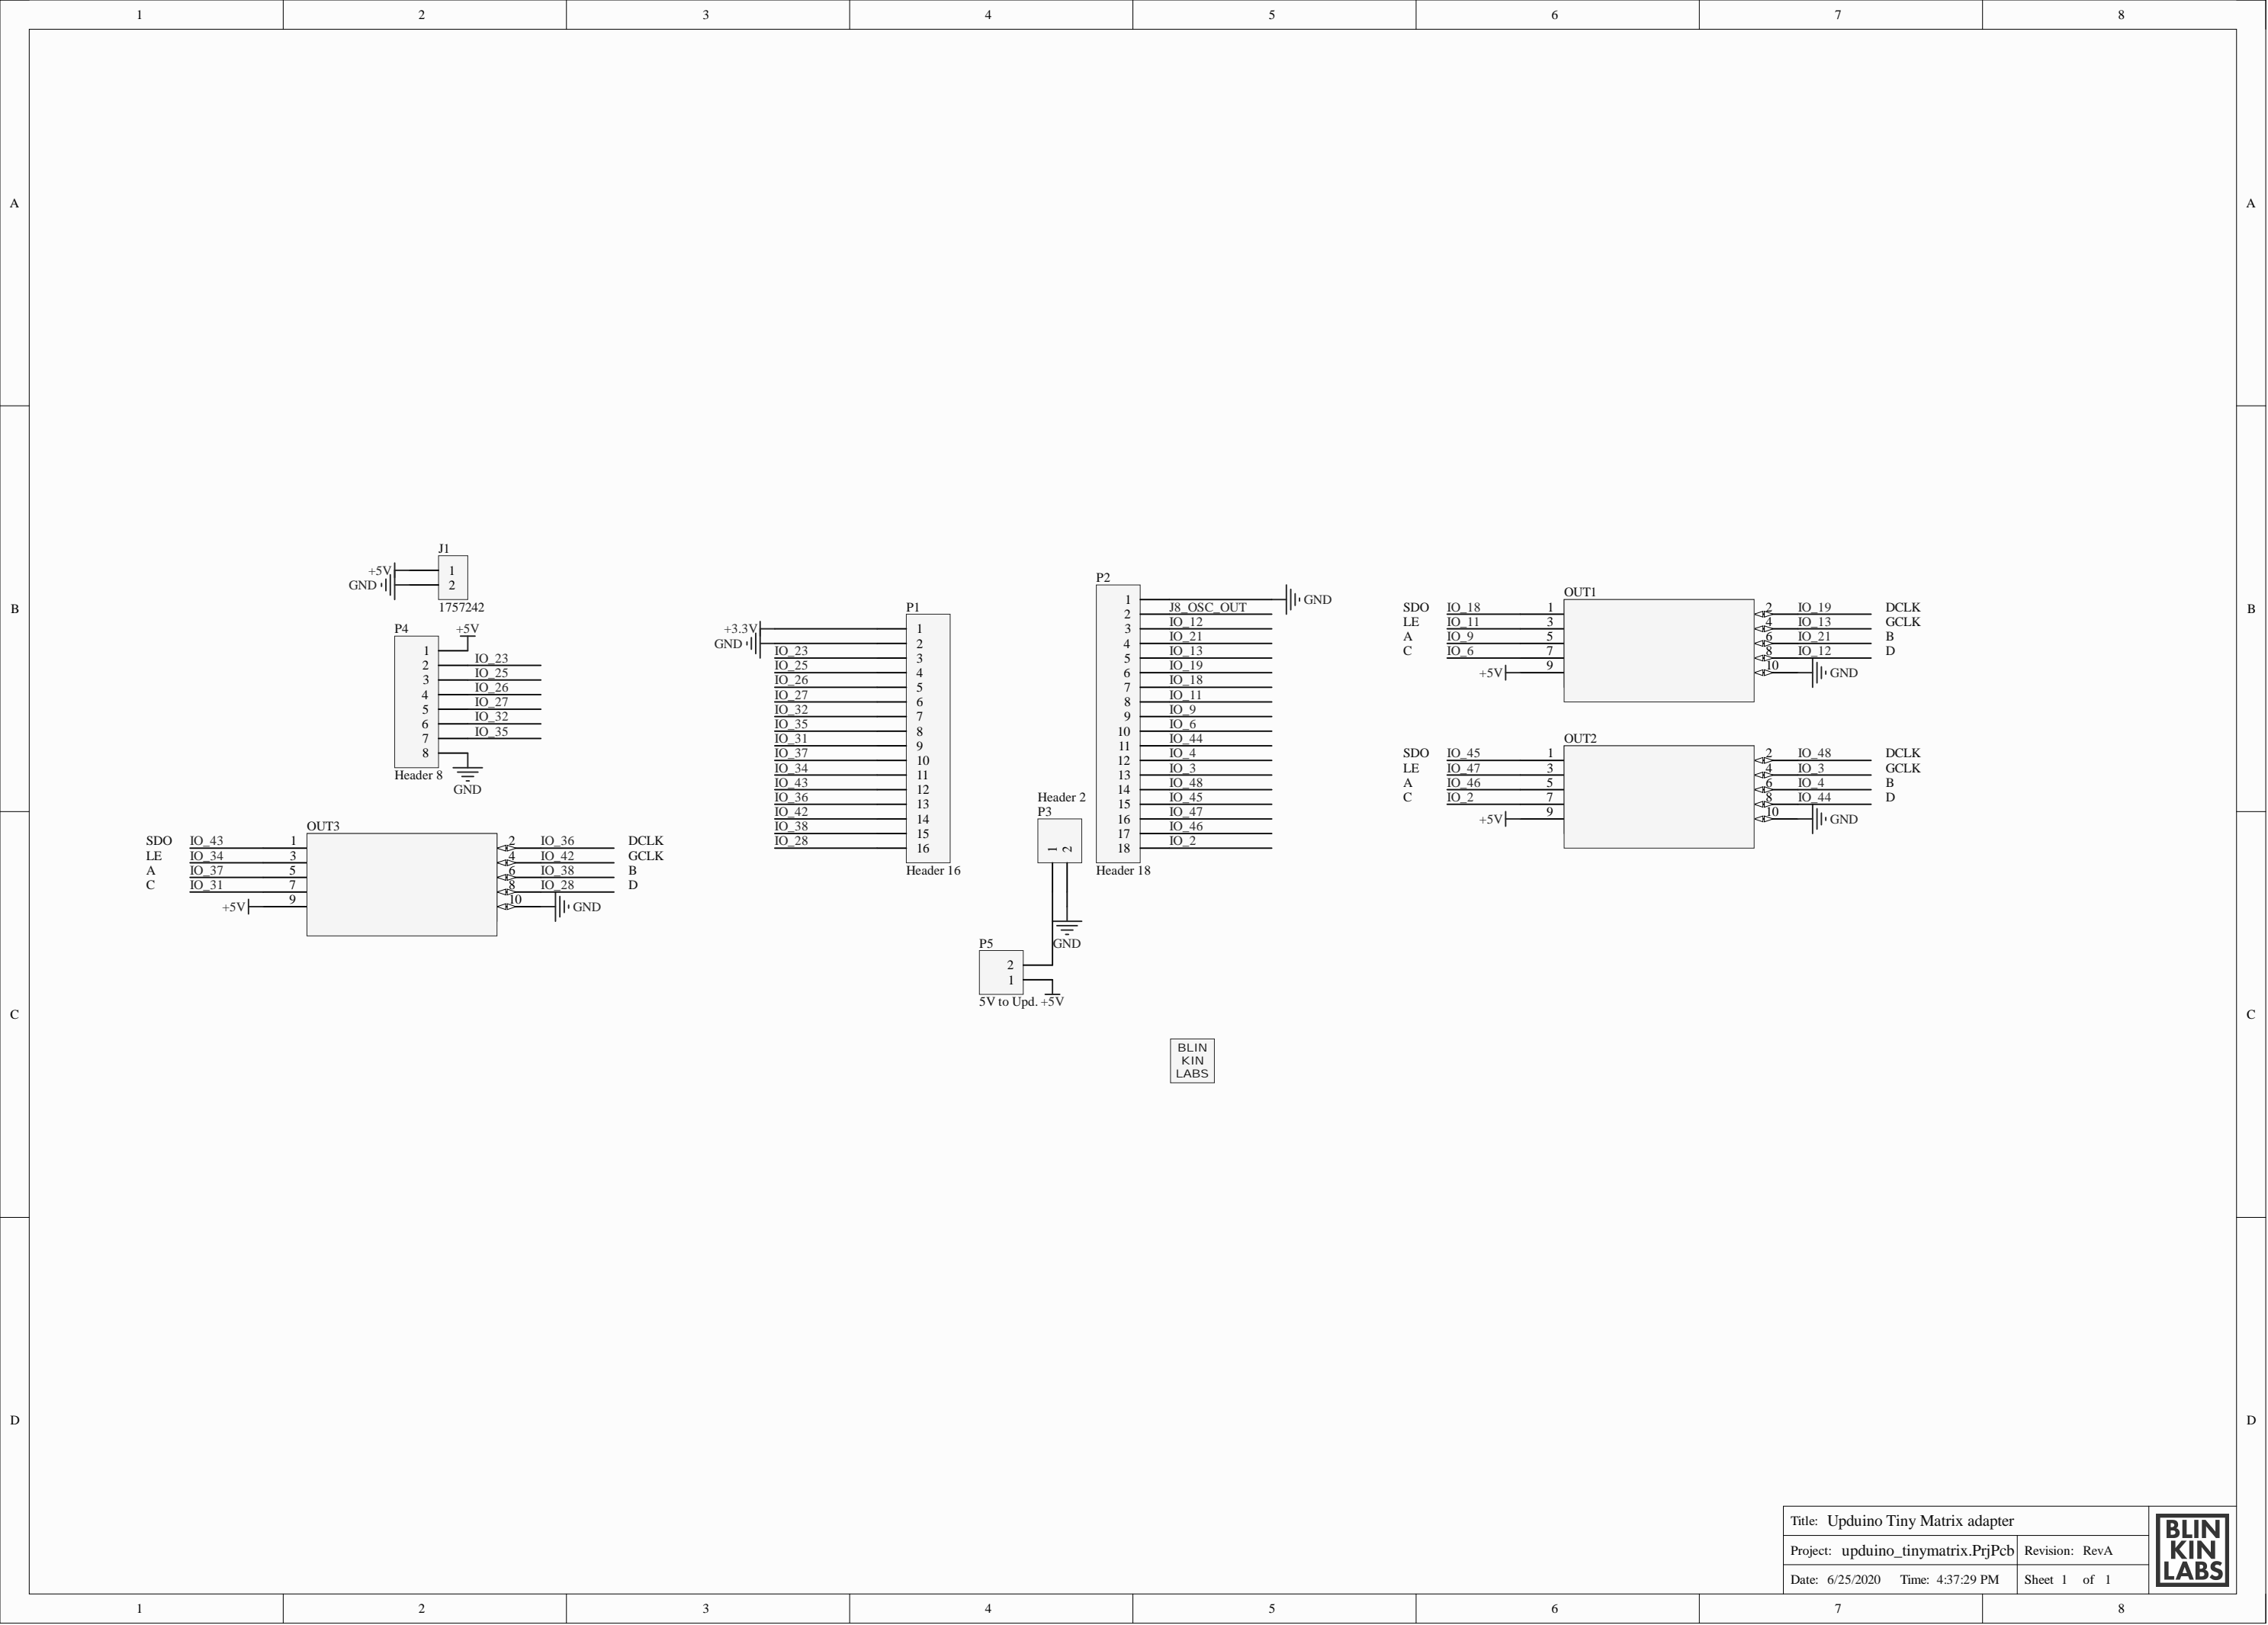 1 2 3 4 5 6 7 8
A A
B B
C C
D D
J1
+5V 1
GND 2
1757242
P4 +5V
1
2 IO_23
3 IO_25
4 IO_26
5 IO_27
6 IO_32
7 IO_35
8
Header 8
GND
OUT3
SDO IO_43 1 2 IO_36 DCLK
LE IO_34 3 4 IO_42 GCLK
A IO_37 5 6 IO_38 B
C IO_31 7 8 IO_28 D
+5V 9 10 GND
P1
+3.3V 1
GND 2
IO_23 3
IO_25 4
IO_26 5
IO_27 6
IO_32 7
IO_35 8
IO_31 9
IO_37 10
IO_34 11
IO_43 12
IO_36 13
IO_42 14
IO_38 15
IO_28 16
Header 16
P2
1 GND
2 J8_OSC_OUT
3 IO_12
4 IO_21
5 IO_13
6 IO_19
7 IO_18
8 IO_11
9 IO_9
10 IO_6
11 IO_44
12 IO_4
13 IO_3
14 IO_48
15 IO_45
16 IO_47
17 IO_46
18 IO_2
Header 18
Header 2
P3
1 2
GND
P5
2
1
5V to Upd. +5V
OUT1
SDO IO_18 1 2 IO_19 DCLK
LE IO_11 3 4 IO_13 GCLK
A IO_9 5 6 IO_21 B
C IO_6 7 8 IO_12 D
+5V 9 10 GND
OUT2
SDO IO_45 1 2 IO_48 DCLK
LE IO_47 3 4 IO_3 GCLK
A IO_46 5 6 IO_4 B
C IO_2 7 8 IO_44 D
+5V 9 10 GND
BLIN
KIN
LABS
Title: Upduino Tiny Matrix adapter
Project: upduino_tinymatrix.PrjPcb Revision: RevA
Date: 6/25/2020 Time: 4:37:29 PM Sheet 1 of 1
BLIN
KIN
LABS
1 2 3 4 5 6 7 8